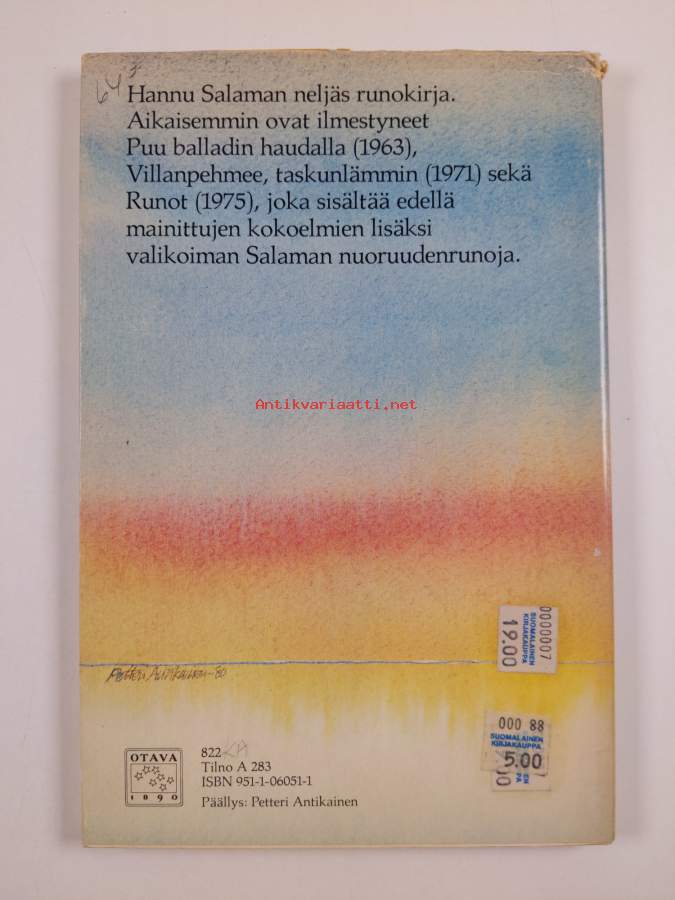 64
Hannu Salaman neljäs runokirja.
Aikaisemmin ovat ilmestyneet
Puu balladin haudalla (1963),
Villanpehmee, taskunlämmin (1971) sekä
Runot (1975), joka sisältää edellä
mainittujen kokoelmien lisäksi
valikoiman Salaman nuoruudenrunoja.
Antikvariaatti.net
0000007
SUOMALAINEN
KIRJAKAUPPA
19.00
Petteri Antikainen -80
000 88
SUOMALAINEN
KIRJAKAUPPA
5.00
OTAVA
1890
822 KA
Tilno A 283
ISBN 951-1-06051-1
Päällys: Petteri Antikainen